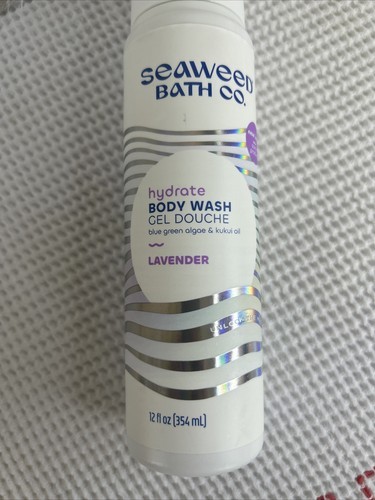 seaweed
BATH CO.
hydrate
BODY WASH
GEL DOUCHE
blue green algae & kukui oil
LAVENDER
12 fl oz (354 mL)